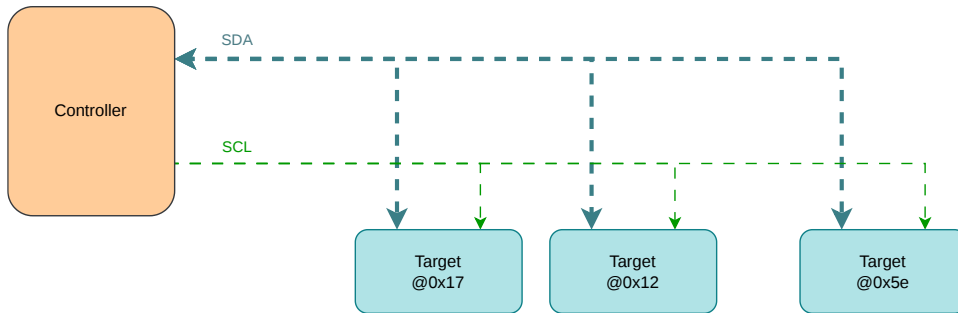 SDA
Controller
SCL
Target
@0x17
Target
@0x12
Target
@0x5e